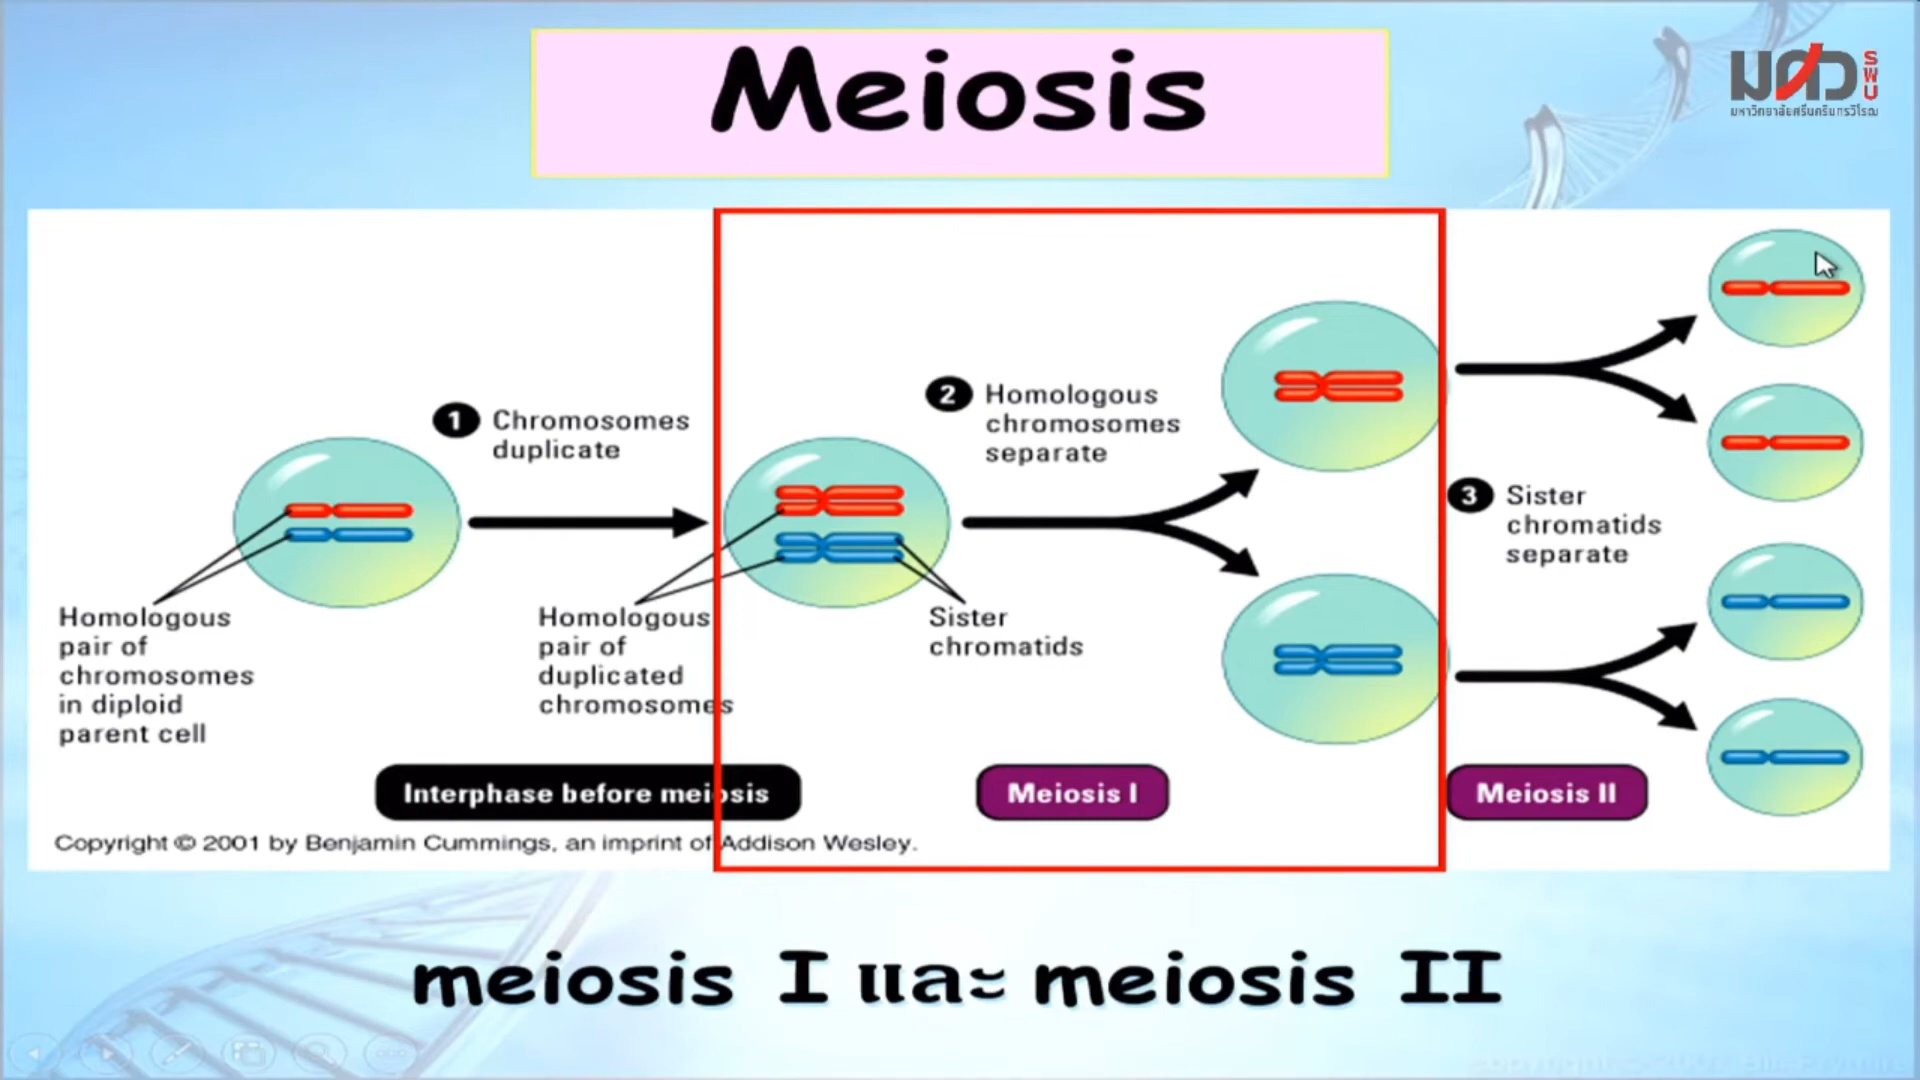 Meiosis
มศว
SWU
มหาวิทยาลัยศรีนครินทรวิโรฒ
1 Chromosomes
duplicate
2 Homologous
chromosomes
separate
3 Sister
chromatids
separate
Homologous
pair of
chromosomes
in diploid
parent cell
Homologous
pair of
duplicated
chromosomes
Sister
chromatids
Interphase before meiosis
Meiosis I
Meiosis II
Copyright © 2001 by Benjamin Cummings, an imprint of Addison Wesley.
meiosis I และ meiosis II